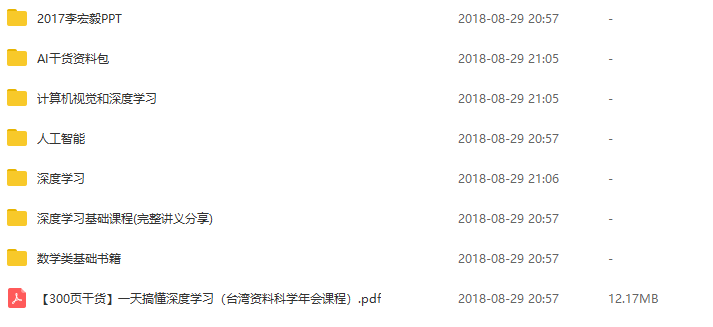 2017李宏毅PPT 2018-08-29 20:57 -
AI干货资料包 2018-08-29 21:05 -
计算机视觉和深度学习 2018-08-29 21:05 -
人工智能 2018-08-29 20:57 -
深度学习 2018-08-29 21:06 -
深度学习基础课程(完整讲义分享) 2018-08-29 20:57 -
数学类基础书籍 2018-08-29 20:57 -
【300页干货】一天搞懂深度学习（台湾资料科学年会课程）.pdf 2018-08-29 20:57 12.17MB